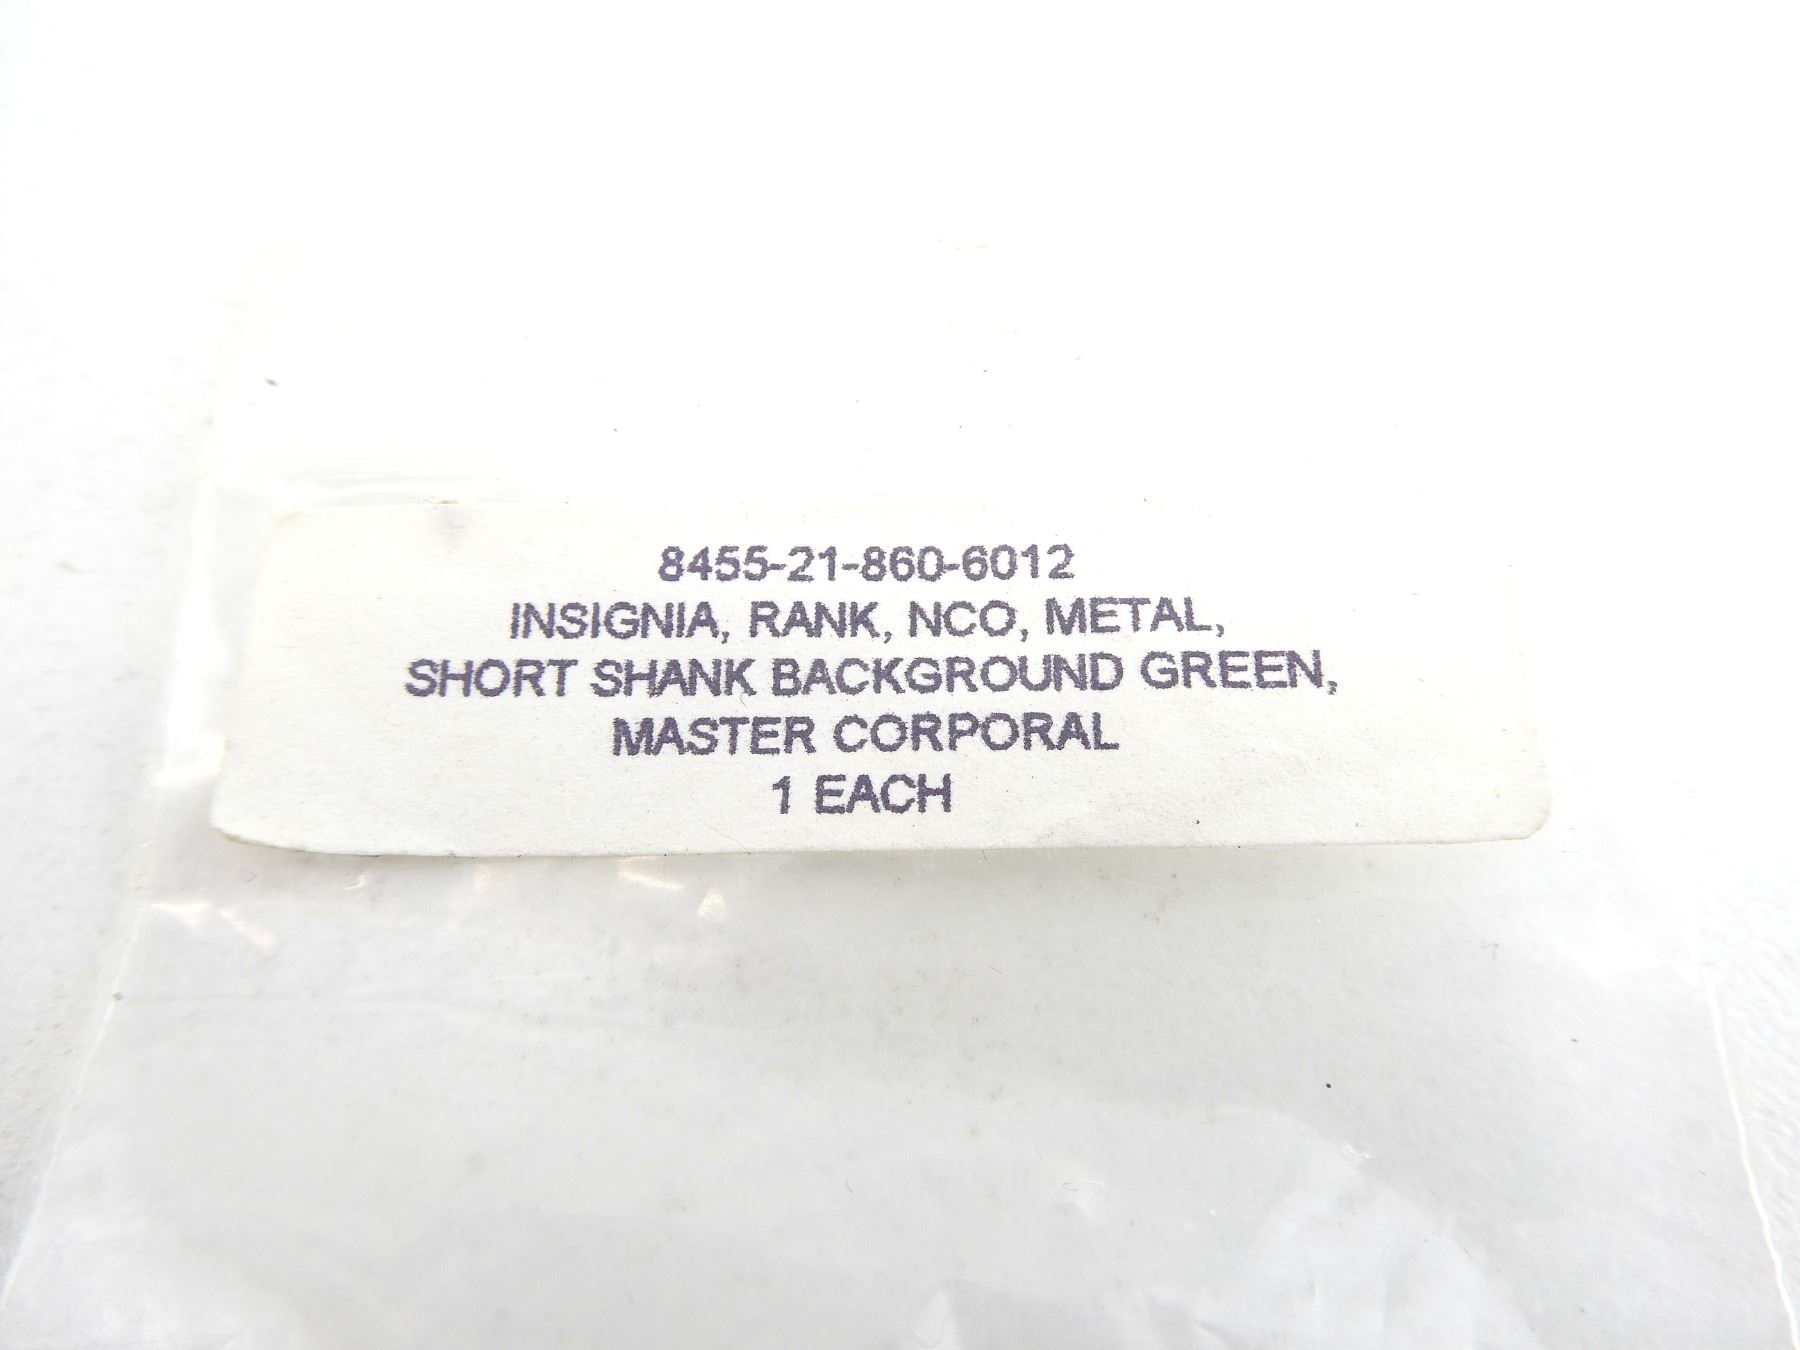 8455-21-860-6012
INSIGNIA, RANK, NCO, METAL,
SHORT SHANK BACKGROUND GREEN,
MASTER CORPORAL
1 EACH